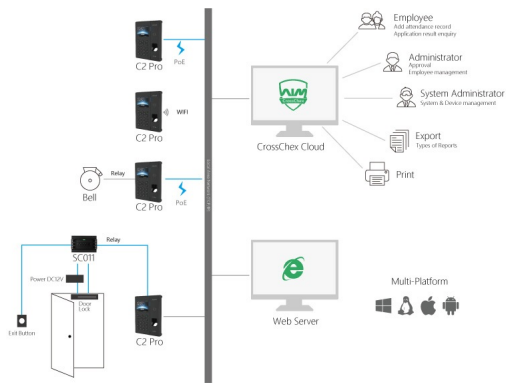 Employee
Add attendance record
Application result enquiry
C2 Pro
PoE
Administrator
Approval
Employee management
WIFI
System Administrator
System & Device management
C2 Pro
CrossChex Cloud
Export
Types of Reports
Relay
Bell
C2 Pro
PoE
Print
Relay
SC011
Power DC12V
Door
Lock
Exit Button
C2 Pro
Web Server
Multi-Platform